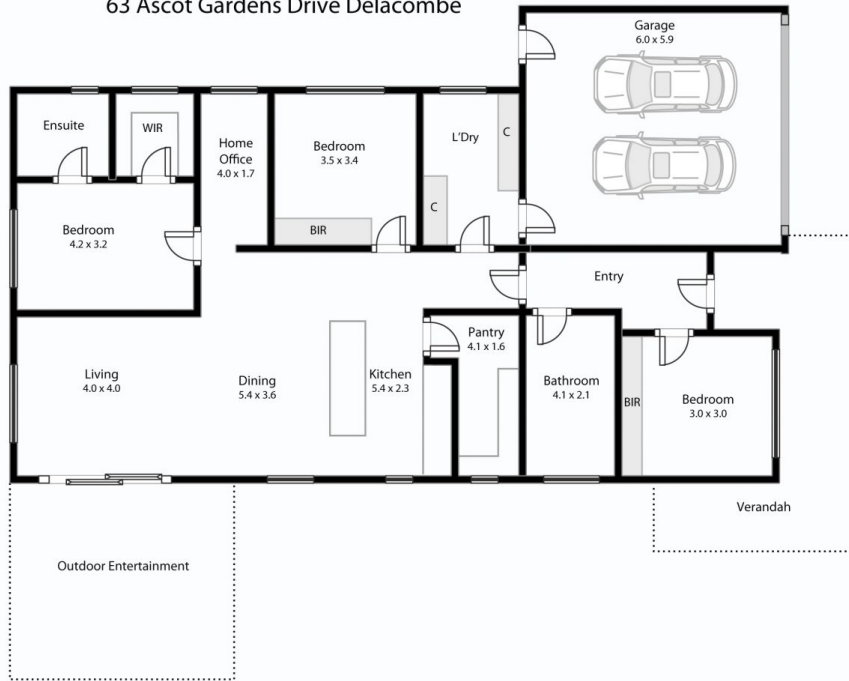 63 Ascot Gardens Drive Delacombe
Garage
6.0 x 5.9
Ensuite
WIR
Home
Office
4.0 x 1.7
Bedroom
3.5 x 3.4
L'Dry
C
C
BIR
Bedroom
4.2 x 3.2
Entry
Living
4.0 x 4.0
Dining
5.4 x 3.6
Kitchen
5.4 x 2.3
Pantry
4.1 x 1.6
Bathroom
4.1 x 2.1
BIR
Bedroom
3.0 x 3.0
Verandah
Outdoor Entertainment